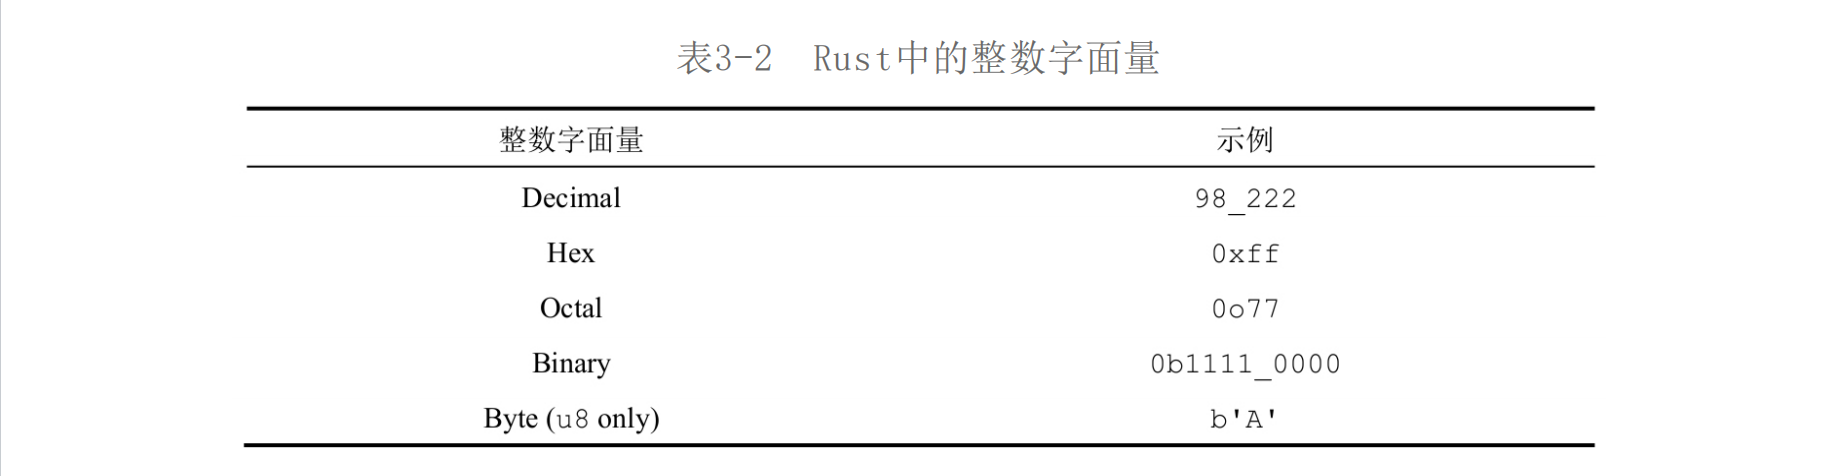 表3-2 Rust中的整数字面量
整数字面量 示例
Decimal 98_222
Hex 0xff
Octal 0o77
Binary 0b1111_0000
Byte (u8 only) b'A'